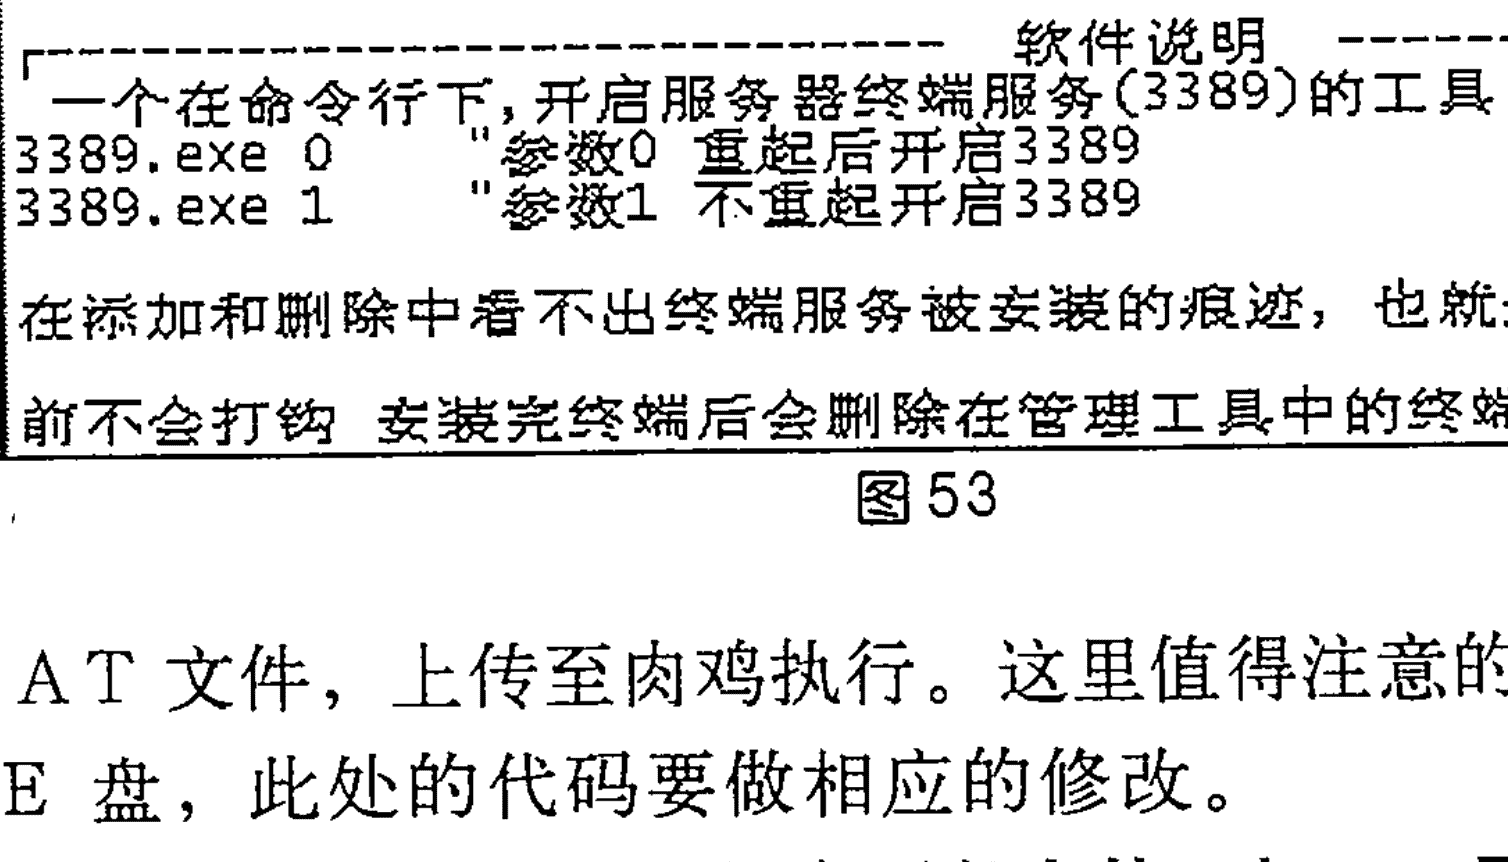 软件说明
一个在命令行下,开启服务器终端服务(3389)的工具
3389.exe 0 "参数0 重起后开启3389
3389.exe 1 "参数1 不重起开启3389
在添加和删除中看不出终端服务被安装的痕迹，也就
前不会打钩 安装完终端后会删除在管理工具中的终端
图53
AT文件，上传至肉鸡执行。这里值得注意的
E 盘，此处的代码要做相应的修改。